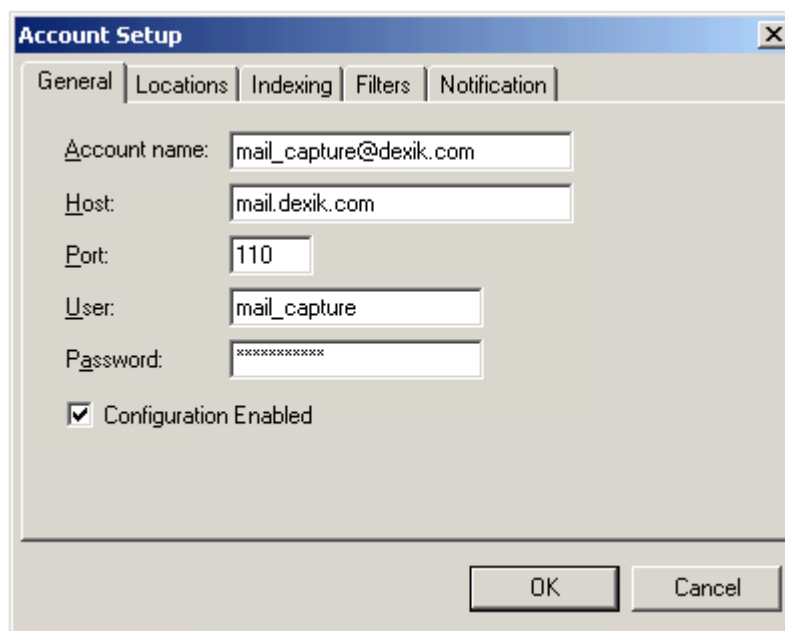 Account Setup
General Locations Indexing Filters Notification
Account name: mail_capture@dexik.com
Host: mail.dexik.com
Port: 110
User: mail_capture
Password: ***********
Configuration Enabled
OK Cancel